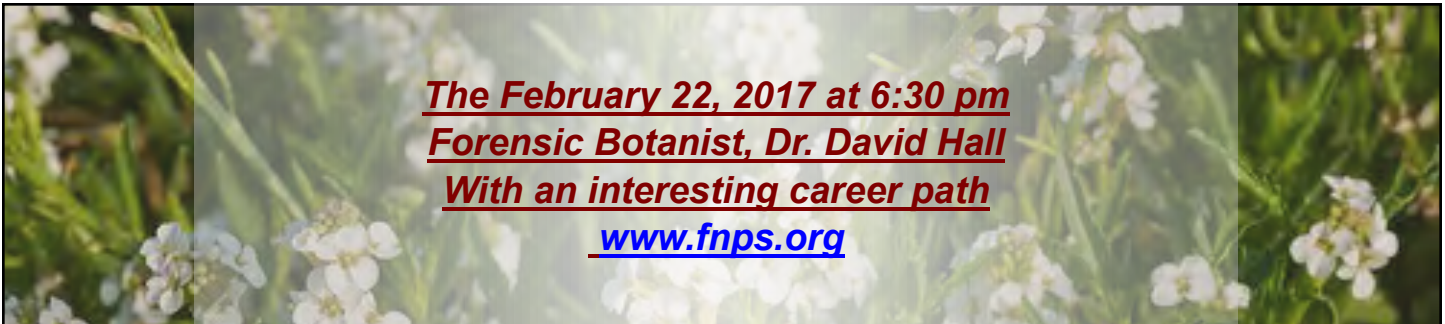 The February 22, 2017 at 6:30 pm
Forensic Botanist, Dr. David Hall
With an interesting career path
www.fnps.org